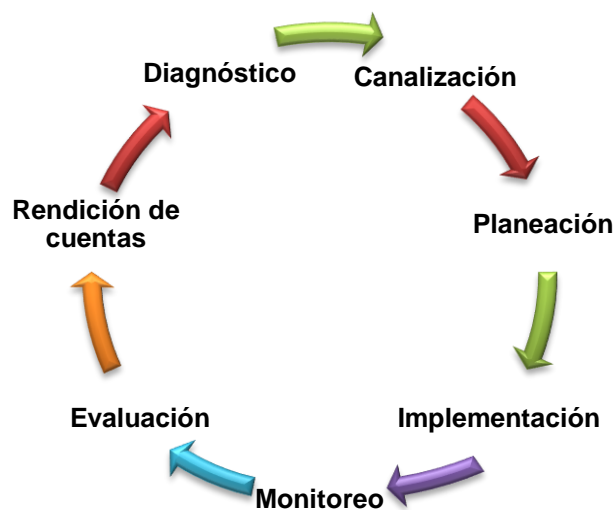 Diagnóstico
Canalización
Planeación
Implementación
Monitoreo
Evaluación
Rendición de
cuentas